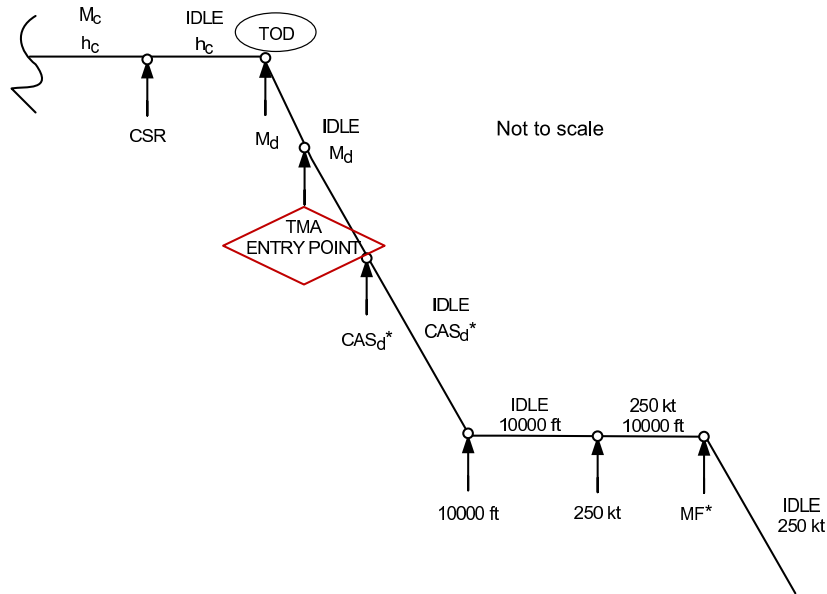 Mc
hc
IDLE
hc
TOD
CSR
Md
IDLE
Md
Not to scale
TMA
ENTRY POINT
CASd*
IDLE
CASd*
IDLE
10000 ft
250 kt
10000 ft
10000 ft
250 kt
MF*
IDLE
250 kt